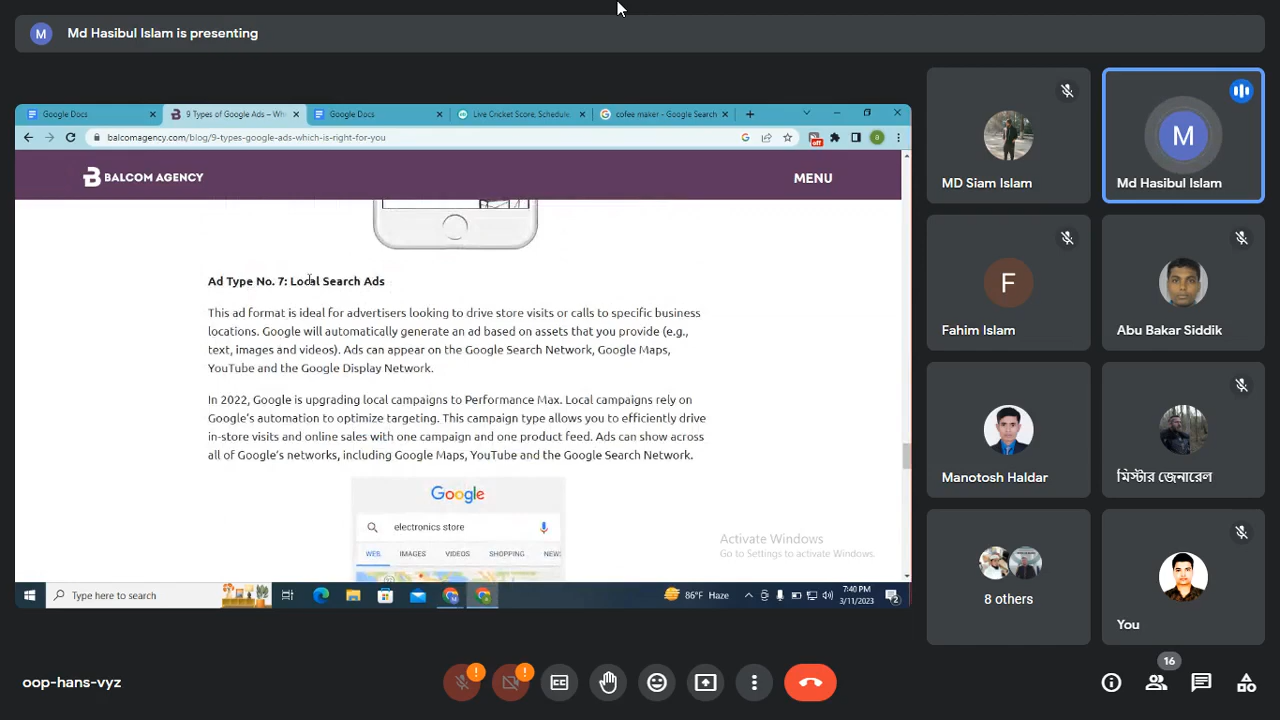 M
Md Hasibul Islam is presenting
Google Docs
9 Types of Google Ads – Whi
Google Docs
Live Cricket Score, Schedule
cofee maker - Google Search
balcomagency.com/blog/9-types-google-ads-which-is-right-for-you
off
B BALCOM AGENCY
MENU
Ad Type No. 7: Local Search Ads
This ad format is ideal for advertisers looking to drive store visits or calls to specific business
locations. Google will automatically generate an ad based on assets that you provide (e.g.,
text, images and videos). Ads can appear on the Google Search Network, Google Maps,
YouTube and the Google Display Network.
In 2022, Google is upgrading local campaigns to Performance Max. Local campaigns rely on
Google's automation to optimize targeting. This campaign type allows you to efficiently drive
in-store visits and online sales with one campaign and one product feed. Ads can show across
all of Google's networks, including Google Maps, YouTube and the Google Search Network.
Google
electronics store
WEB
IMAGES
VIDEOS
SHOPPING
NEWS
Activate Windows
Go to Settings to activate Windows.
Type here to search
86°F Haze
7:40 PM
3/11/2023
2
MD Siam Islam
M
Md Hasibul Islam
F
Fahim Islam
Abu Bakar Siddik
Manotosh Haldar
মিস্টার জেনারেল
8 others
You
oop-hans-vyz
16